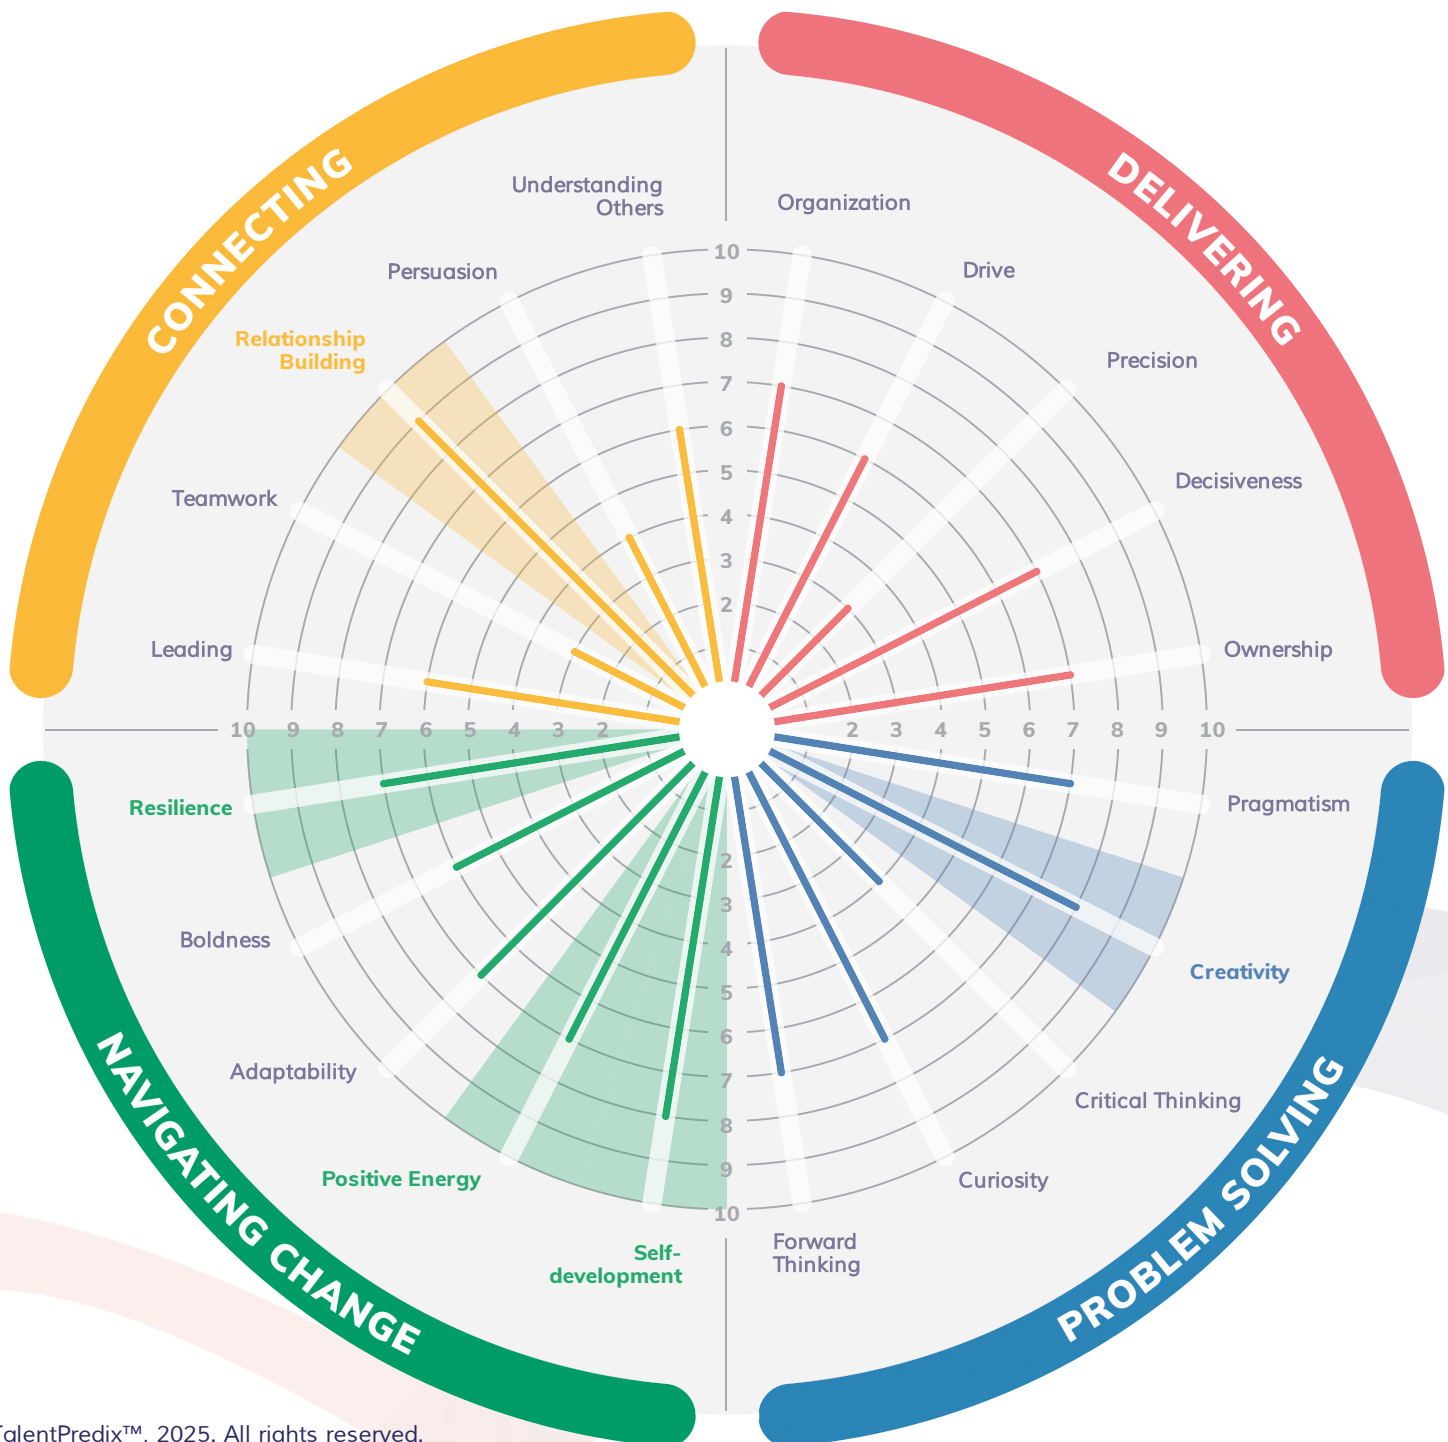 CONNECTING
DELIVERING
Understanding
Others
Organization
Persuasion
Drive
Relationship
Building
Precision
Teamwork
Decisiveness
Leading
Ownership
10
9
8
7
6
5
4
3
2
10 9 8 7 6 5 4 3 2
2 3 4 5 6 7 8 9 10
2
3
4
5
6
7
8
9
10
Resilience
Pragmatism
Boldness
Creativity
Adaptability
Critical Thinking
Positive Energy
Curiosity
Self-
development
Forward
Thinking
NAVIGATING CHANGE
PROBLEM SOLVING
TalentPredix™, 2025. All rights reserved.